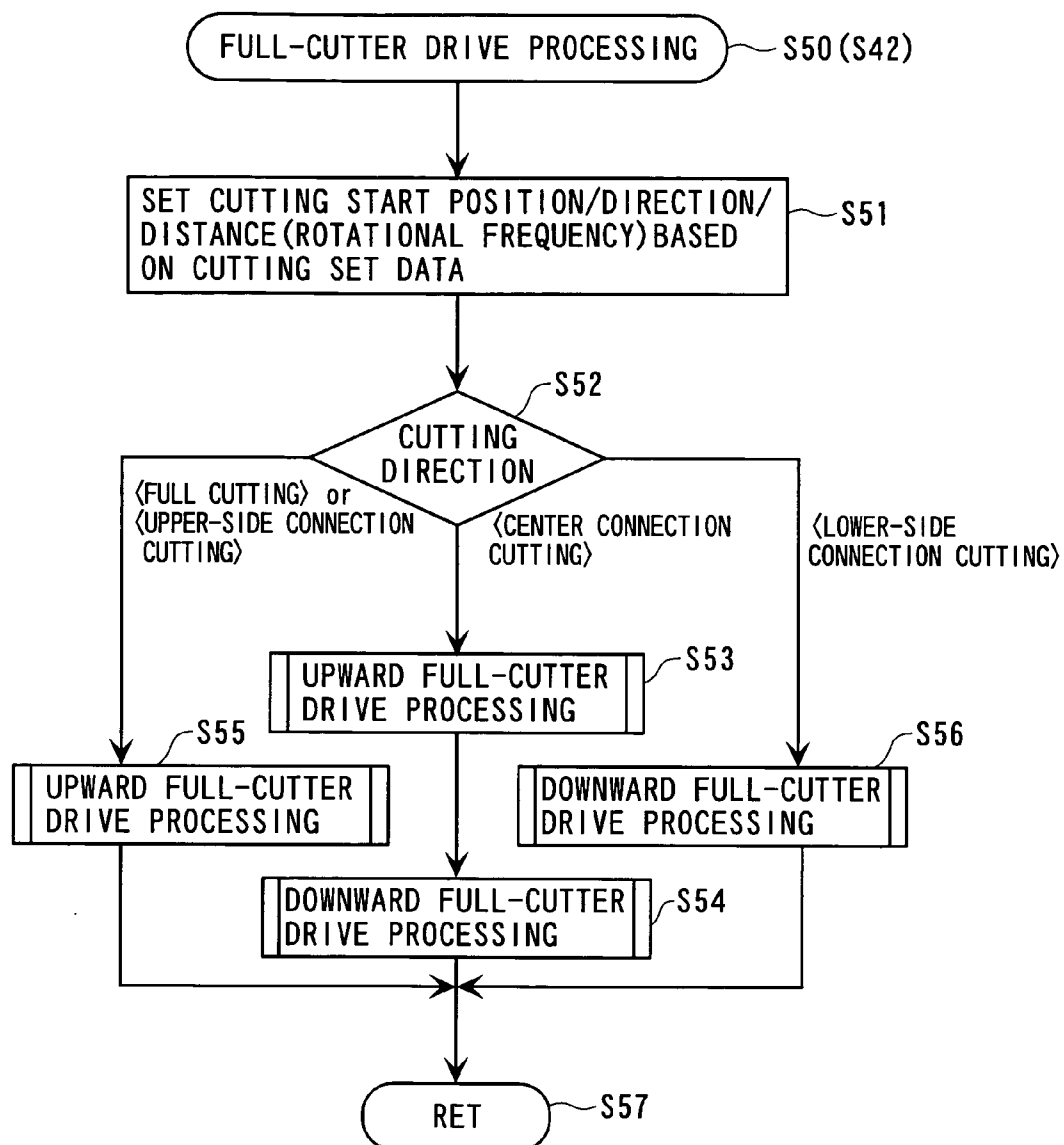 FULL-CUTTER DRIVE PROCESSING
S50(S42)
SET CUTTING START POSITION/DIRECTION/
DISTANCE(ROTATIONAL FREQUENCY)BASED
ON CUTTING SET DATA
S51
S52
CUTTING
DIRECTION
〈FULL CUTTING〉 or
〈UPPER-SIDE CONNECTION
CUTTING〉
〈CENTER CONNECTION
CUTTING〉
〈LOWER-SIDE
CONNECTION CUTTING〉
UPWARD FULL-CUTTER
DRIVE PROCESSING
S53
S55
UPWARD FULL-CUTTER
DRIVE PROCESSING
S56
DOWNWARD FULL-CUTTER
DRIVE PROCESSING
DOWNWARD FULL-CUTTER
DRIVE PROCESSING
S54
RET
S57